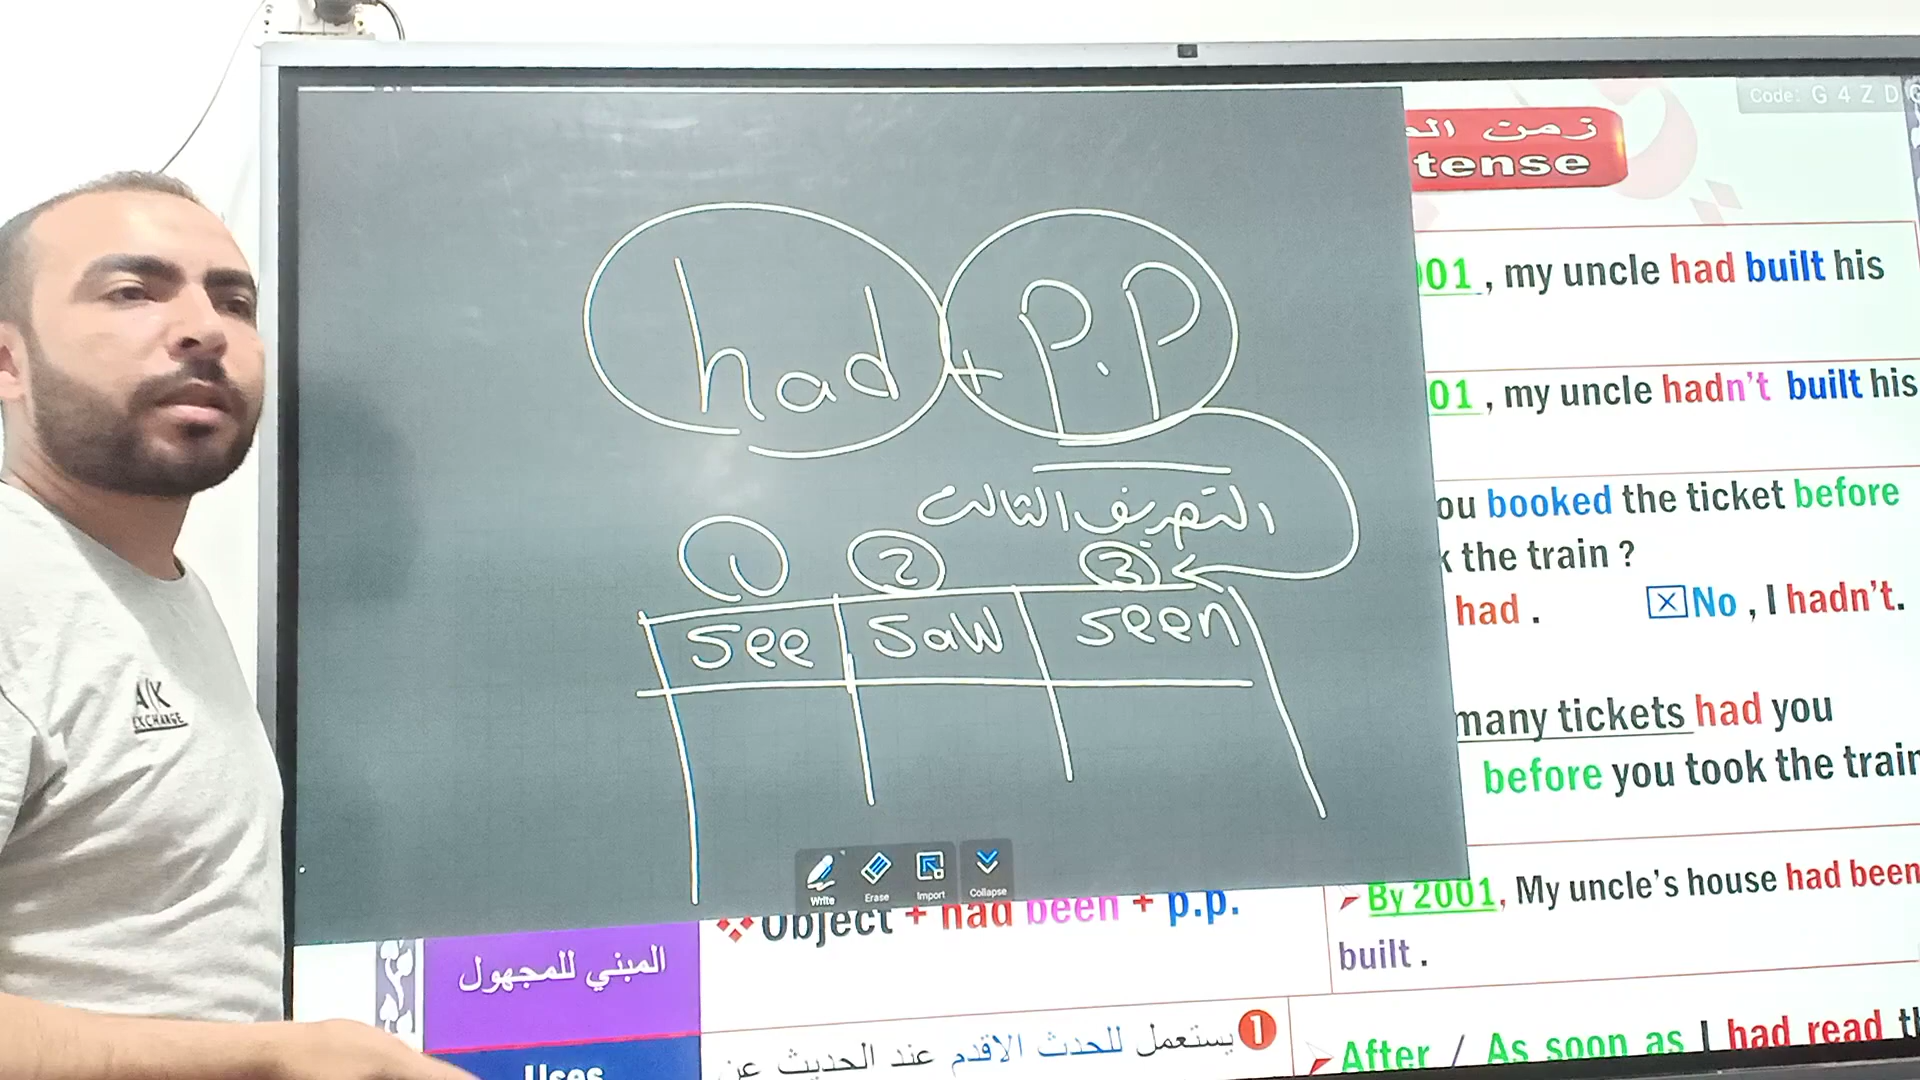 Code: G 4 Z D
زمن
tense
had + p.p
التصريف الثالث
1 2 3
see saw seen
01 , my uncle had built his
01 , my uncle hadn't built his
ou booked the ticket before
the train ?
had .
No , I hadn't.
many tickets had you
before you took the train
Write Erase Import Collapse
Object + had been + p.p.
By 2001, My uncle's house had been
built .
المبني للمجهول
Uses
1 يستعمل للحدث الاقدم عند الحديث عن
After / As soon as I had read
A/K
EXCHANGE